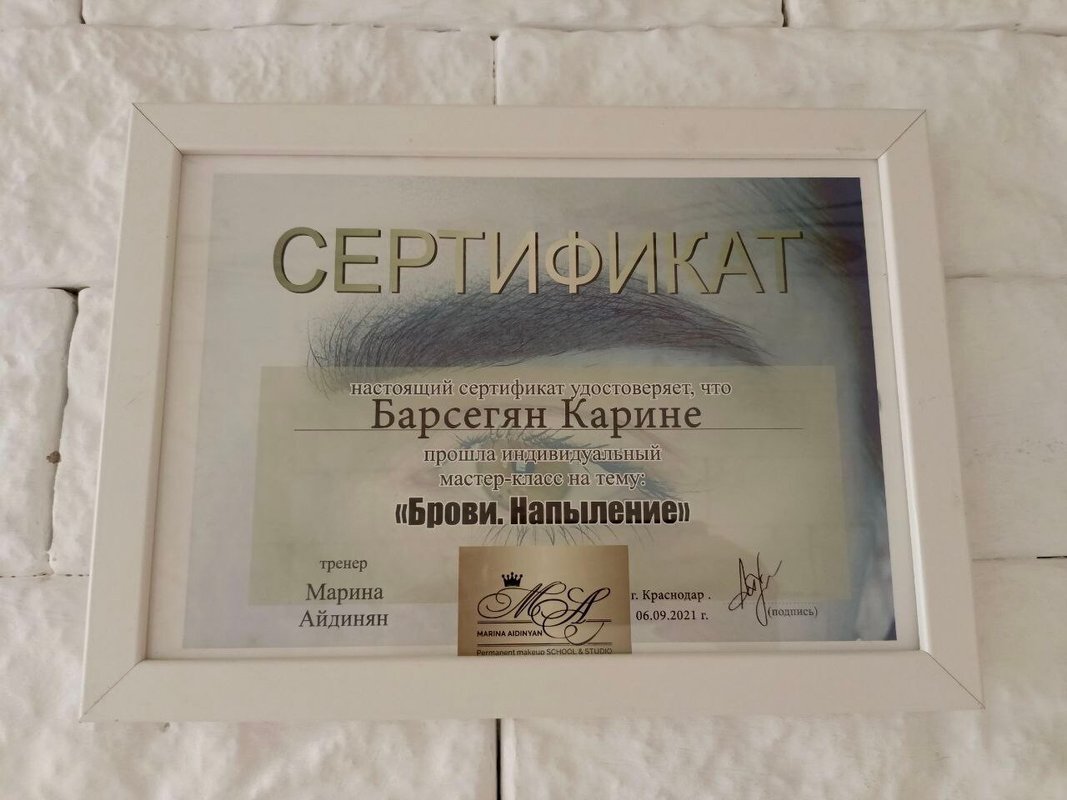 СЕРТИФИКАТ
настоящий сертификат удостоверяет, что
Барсегян Карине
прошла индивидуальный
мастер-класс на тему:
«Брови. Напыление»
тренер
Марина
Айдинян
MA
MARINA AIDINYAN
Permanent makeup SCHOOL & STUDIO
г. Краснодар .
06.09.2021 г.
(подпись)